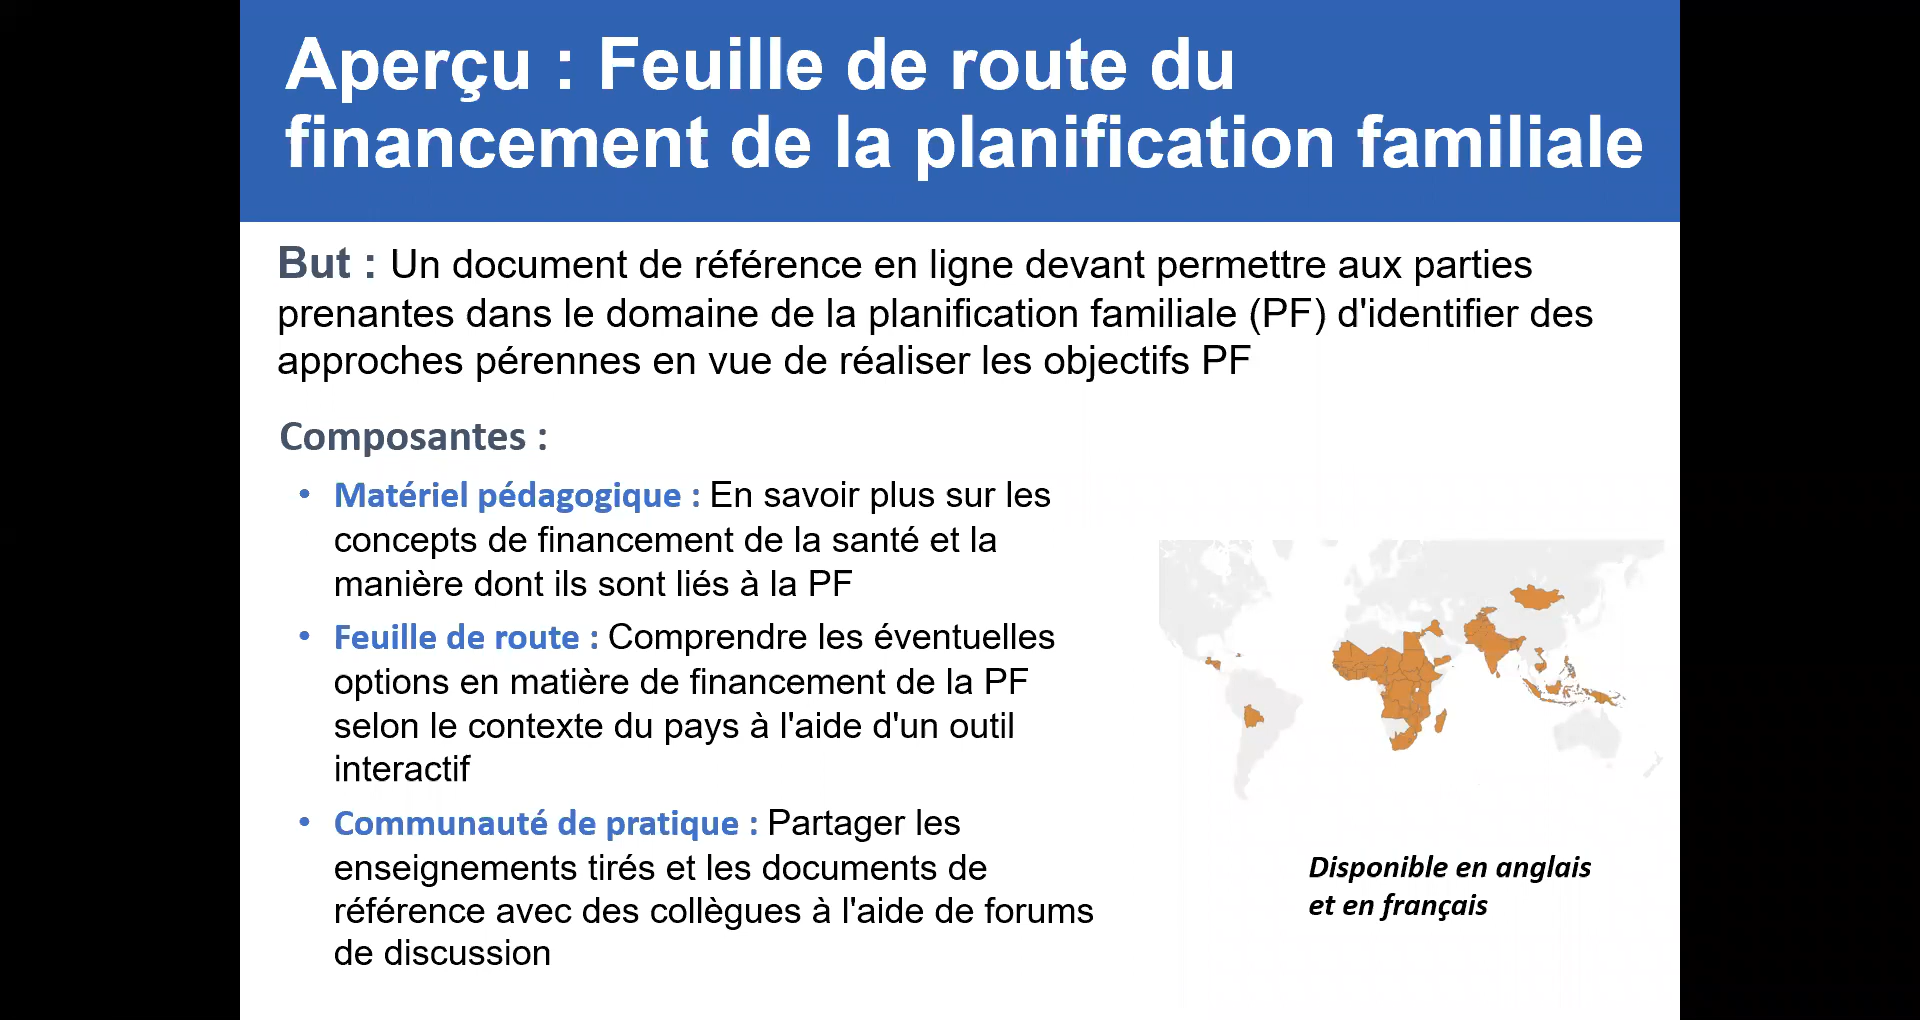 Aperçu : Feuille de route du
financement de la planification familiale
But : Un document de référence en ligne devant permettre aux parties
prenantes dans le domaine de la planification familiale (PF) d'identifier des
approches pérennes en vue de réaliser les objectifs PF
Composantes :
• Matériel pédagogique : En savoir plus sur les
concepts de financement de la santé et la
manière dont ils sont liés à la PF
• Feuille de route : Comprendre les éventuelles
options en matière de financement de la PF
selon le contexte du pays à l'aide d'un outil
interactif
• Communauté de pratique : Partager les
enseignements tirés et les documents de
référence avec des collègues à l'aide de forums
de discussion
Disponible en anglais
et en français